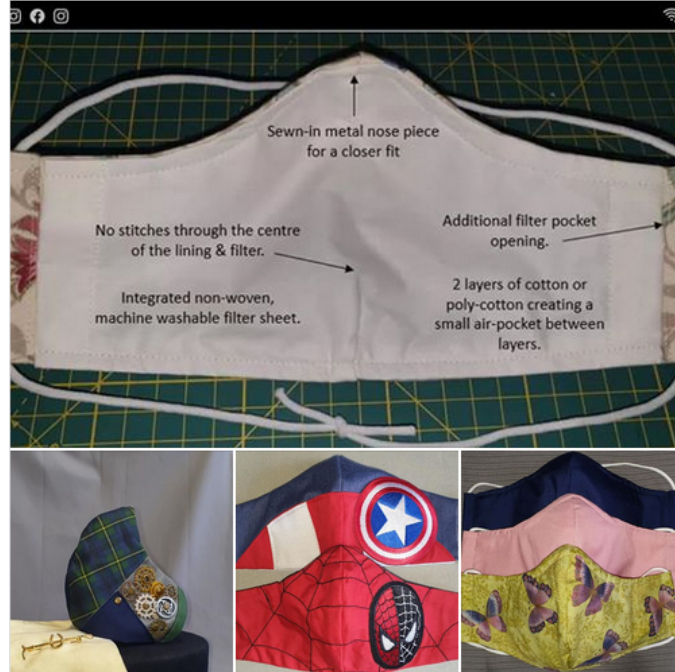 Sewn-in metal nose piece
for a closer fit
No stitches through the centre
of the lining & filter.
Additional filter pocket
opening.
Integrated non-woven,
machine washable filter sheet.
2 layers of cotton or
poly-cotton creating a
small air-pocket between
layers.